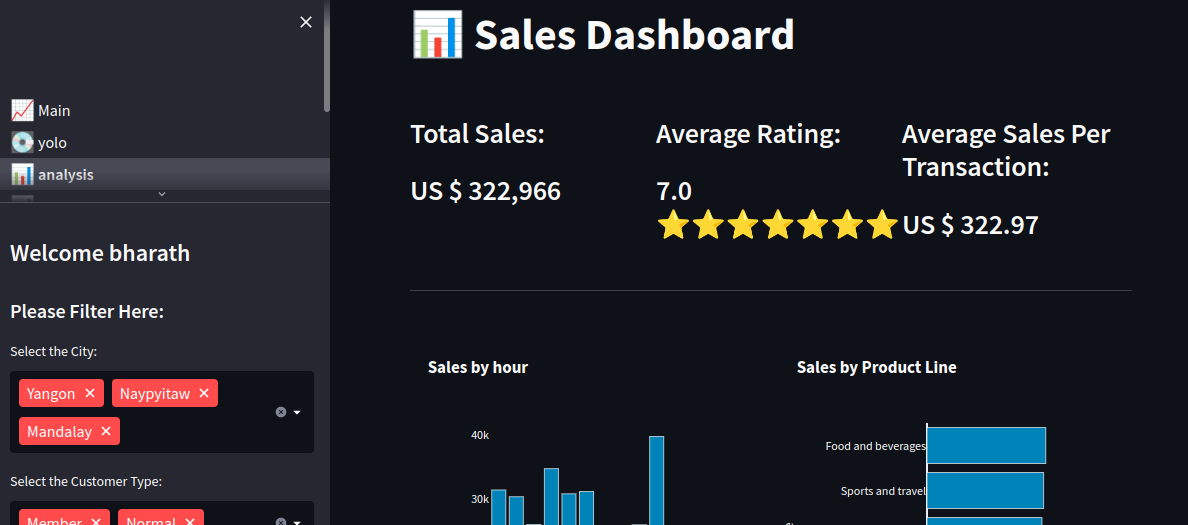 Main
yolo
analysis
Welcome bharath
Please Filter Here:
Select the City:
Yangon
Naypyitaw
Mandalay
Select the Customer Type:
Member
Normal
Sales Dashboard
Total Sales:
US $ 322,966
Average Rating:
7.0
Average Sales Per
Transaction:
US $ 322.97
Sales by hour
40k
30k
Sales by Product Line
Food and beverages
Sports and travel